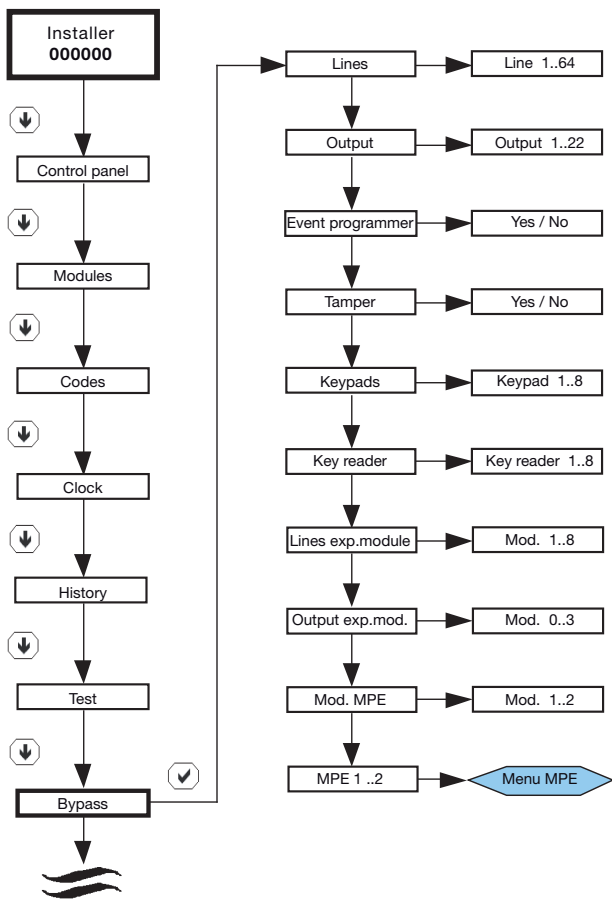 Installer
000000
Control panel
Modules
Codes
Clock
History
Test
Bypass
Lines
Line 1..64
Output
Output 1..22
Event programmer
Yes / No
Tamper
Yes / No
Keypads
Keypad 1..8
Key reader
Key reader 1..8
Lines exp.module
Mod. 1..8
Output exp.mod.
Mod. 0..3
Mod. MPE
Mod. 1..2
MPE 1 ..2
Menu MPE